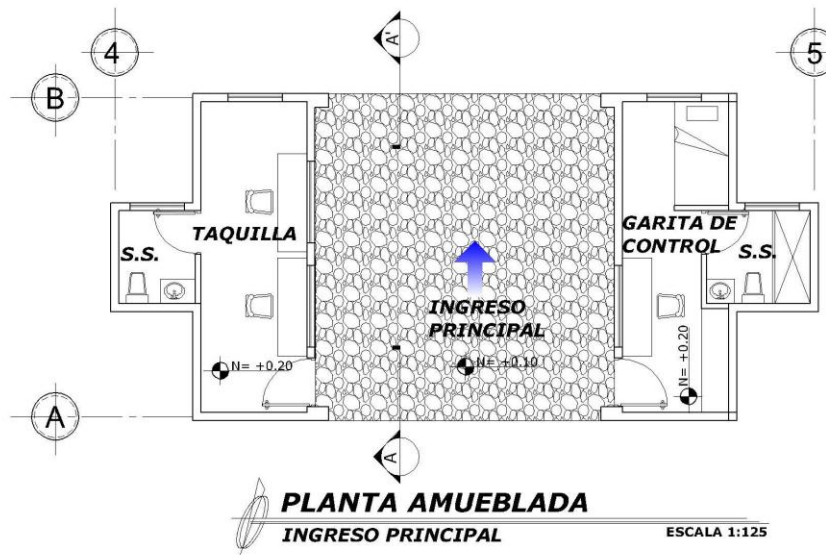 4
A'
5
B
TAQUILLA
S.S.
GARITA DE
CONTROL
S.S.
INGRESO
PRINCIPAL
N= +0.20
N= +0.10
N= +0.20
A
A
PLANTA AMUEBLADA
INGRESO PRINCIPAL
ESCALA 1:125